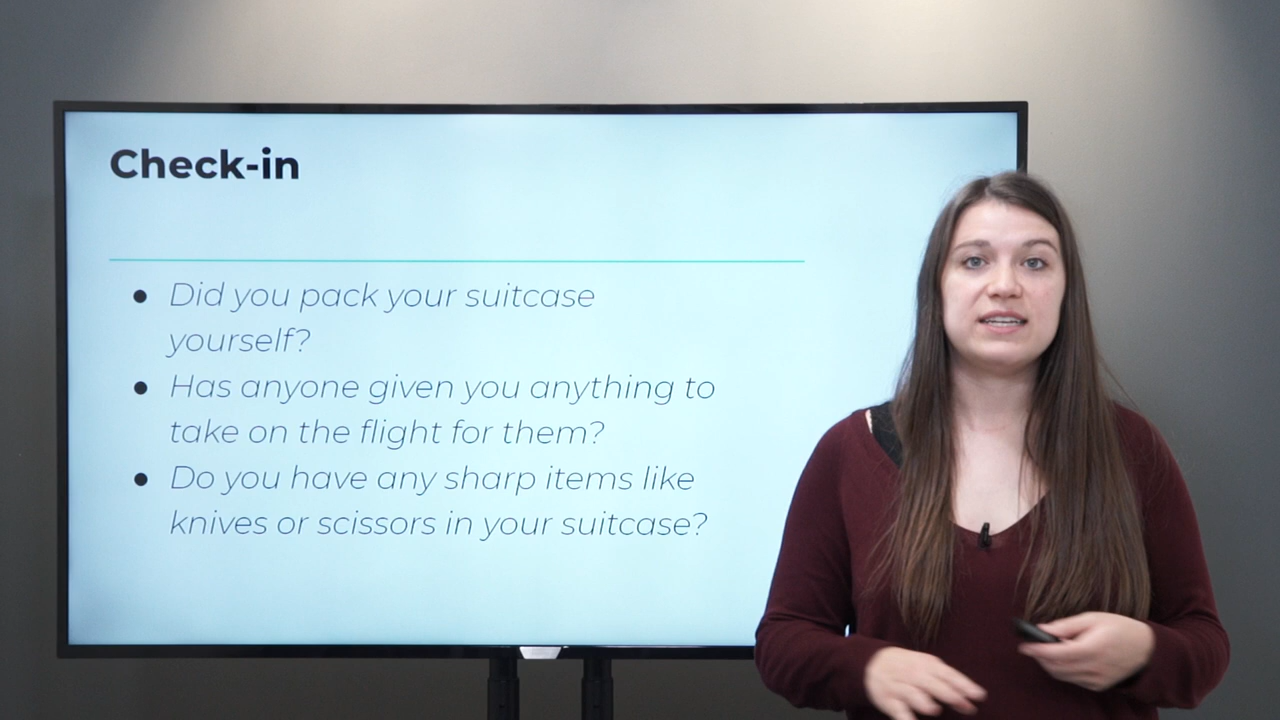 Check-in
● Did you pack your suitcase
yourself?
● Has anyone given you anything to
take on the flight for them?
● Do you have any sharp items like
knives or scissors in your suitcase?